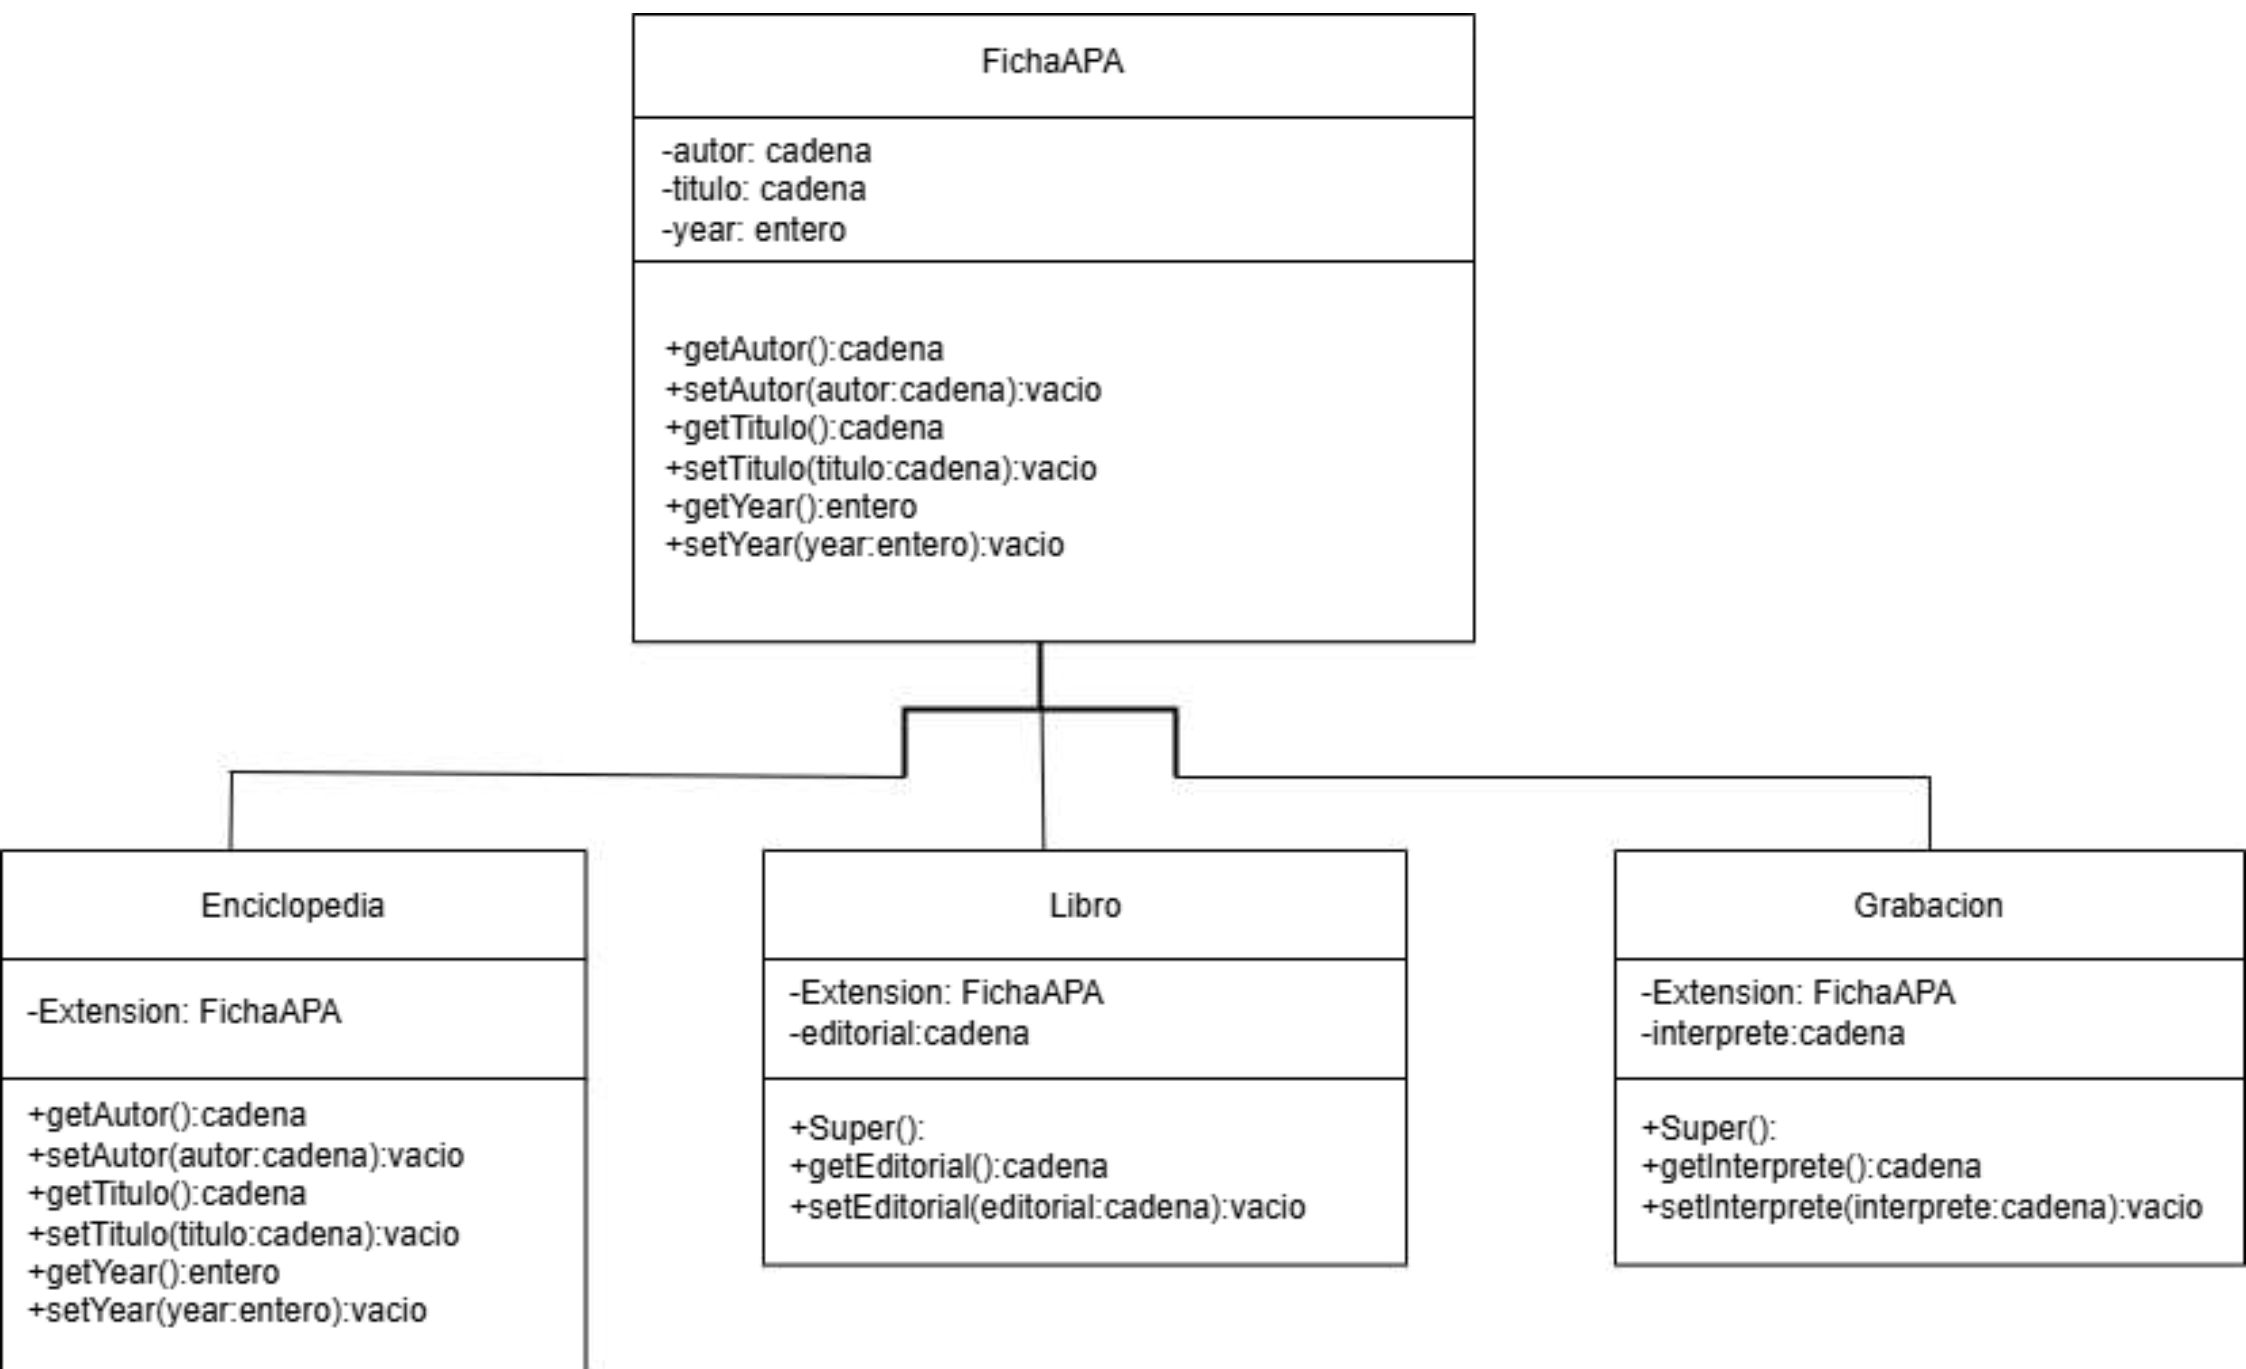 FichaAPA
-autor: cadena
-titulo: cadena
-year: entero
+getAutor():cadena
+setAutor(autor:cadena):vacio
+getTitulo():cadena
+setTitulo(titulo:cadena):vacio
+getYear():entero
+setYear(year:entero):vacio
Enciclopedia
-Extension: FichaAPA
+getAutor():cadena
+setAutor(autor:cadena):vacio
+getTitulo():cadena
+setTitulo(titulo:cadena):vacio
+getYear():entero
+setYear(year:entero):vacio
Libro
-Extension: FichaAPA
-editorial:cadena
+Super():
+getEditorial():cadena
+setEditorial(editorial:cadena):vacio
Grabacion
-Extension: FichaAPA
-interprete:cadena
+Super():
+getInterprete():cadena
+setInterprete(interprete:cadena):vacio